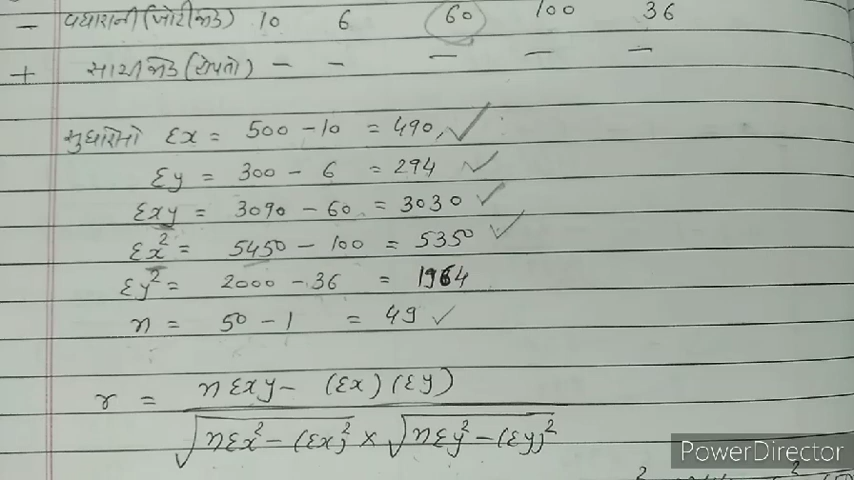 - વધારાની (ખોટી જોડ) 10 6 60 100 36
+ સાચી જોડ (રોપતા) - - - - -
સુધારેલો Σx = 500 - 10 = 490, ✓
Σy = 300 - 6 = 294 ✓
Σxy = 3090 - 60 = 3030 ✓
Σx² = 5450 - 100 = 5350 ✓
Σy² = 2000 - 36 = 1964
n = 50 - 1 = 49 ✓
r = nΣxy - (Σx)(Σy)
√nΣx² - (Σx)² × √nΣy² - (Σy)²
PowerDirector